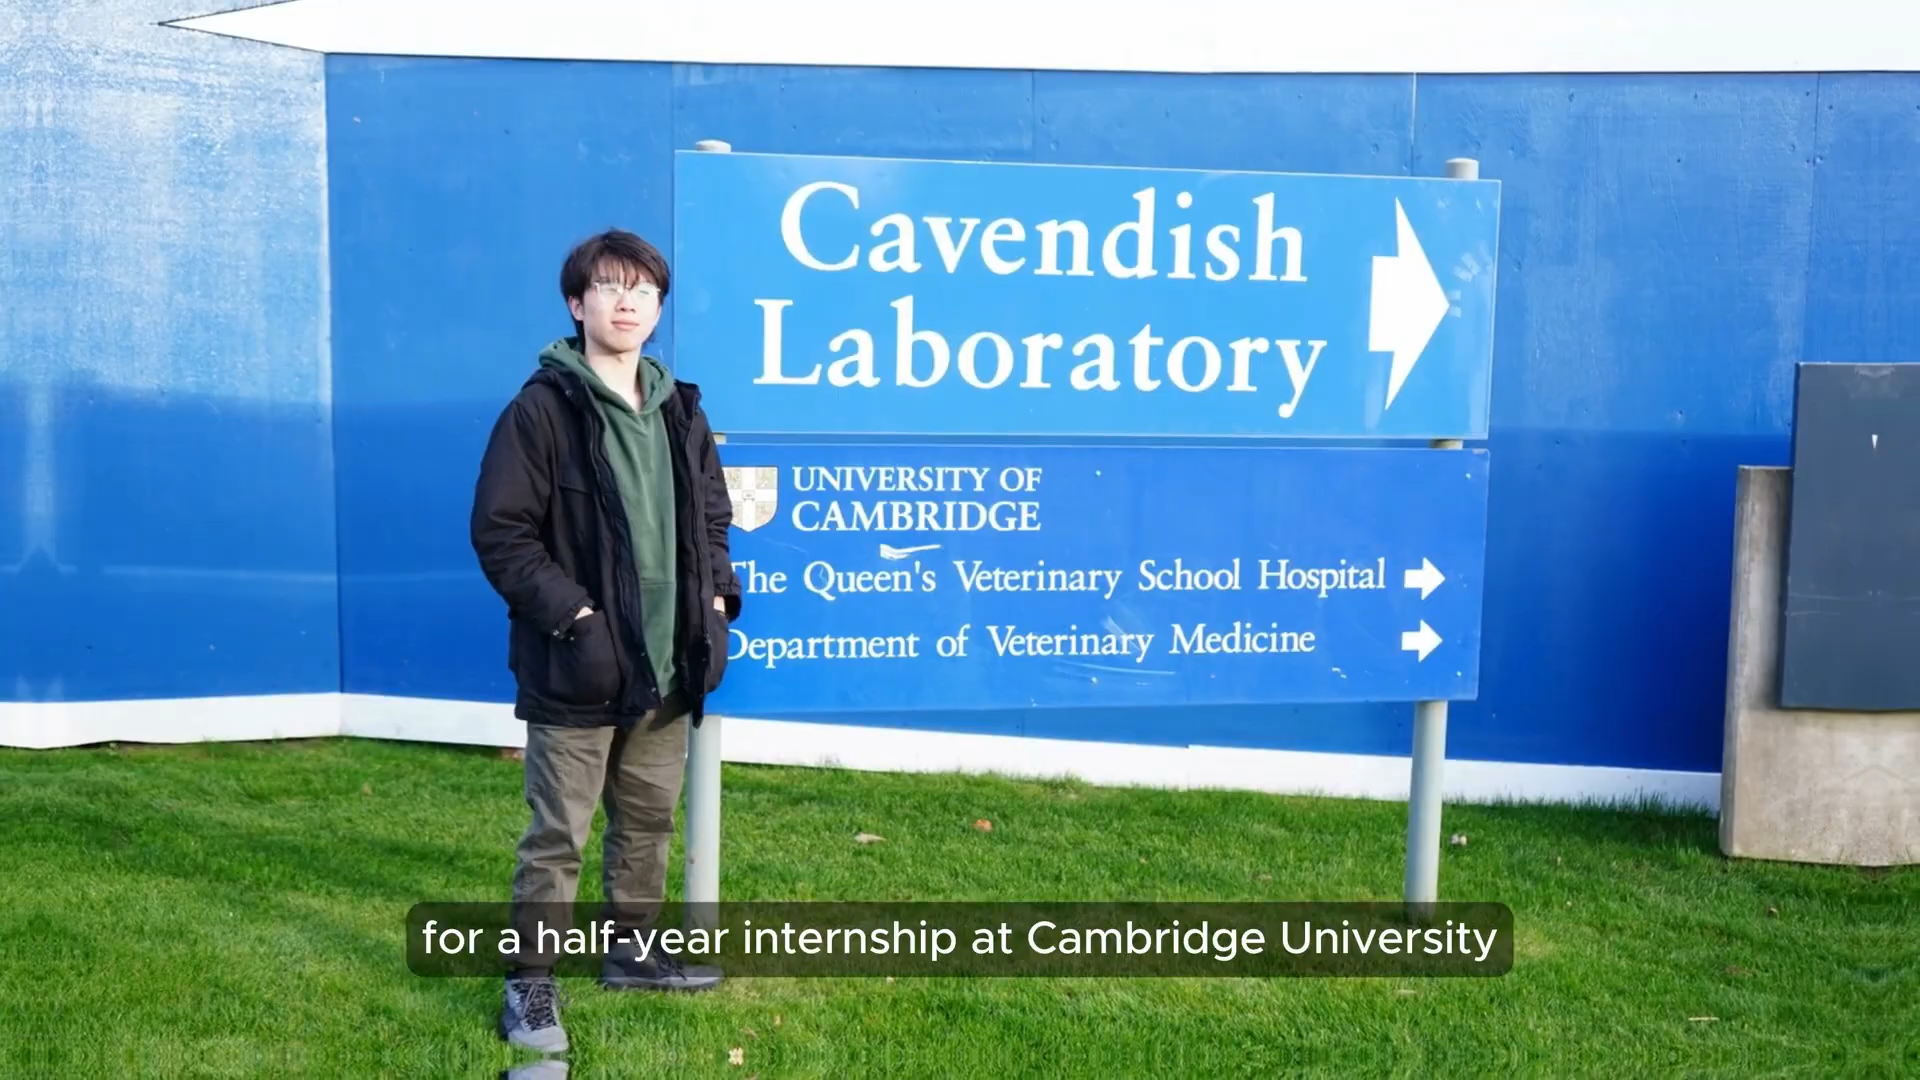 Cavendish
Laboratory
UNIVERSITY OF
CAMBRIDGE
The Queen's Veterinary School Hospital
Department of Veterinary Medicine
for a half-year internship at Cambridge University